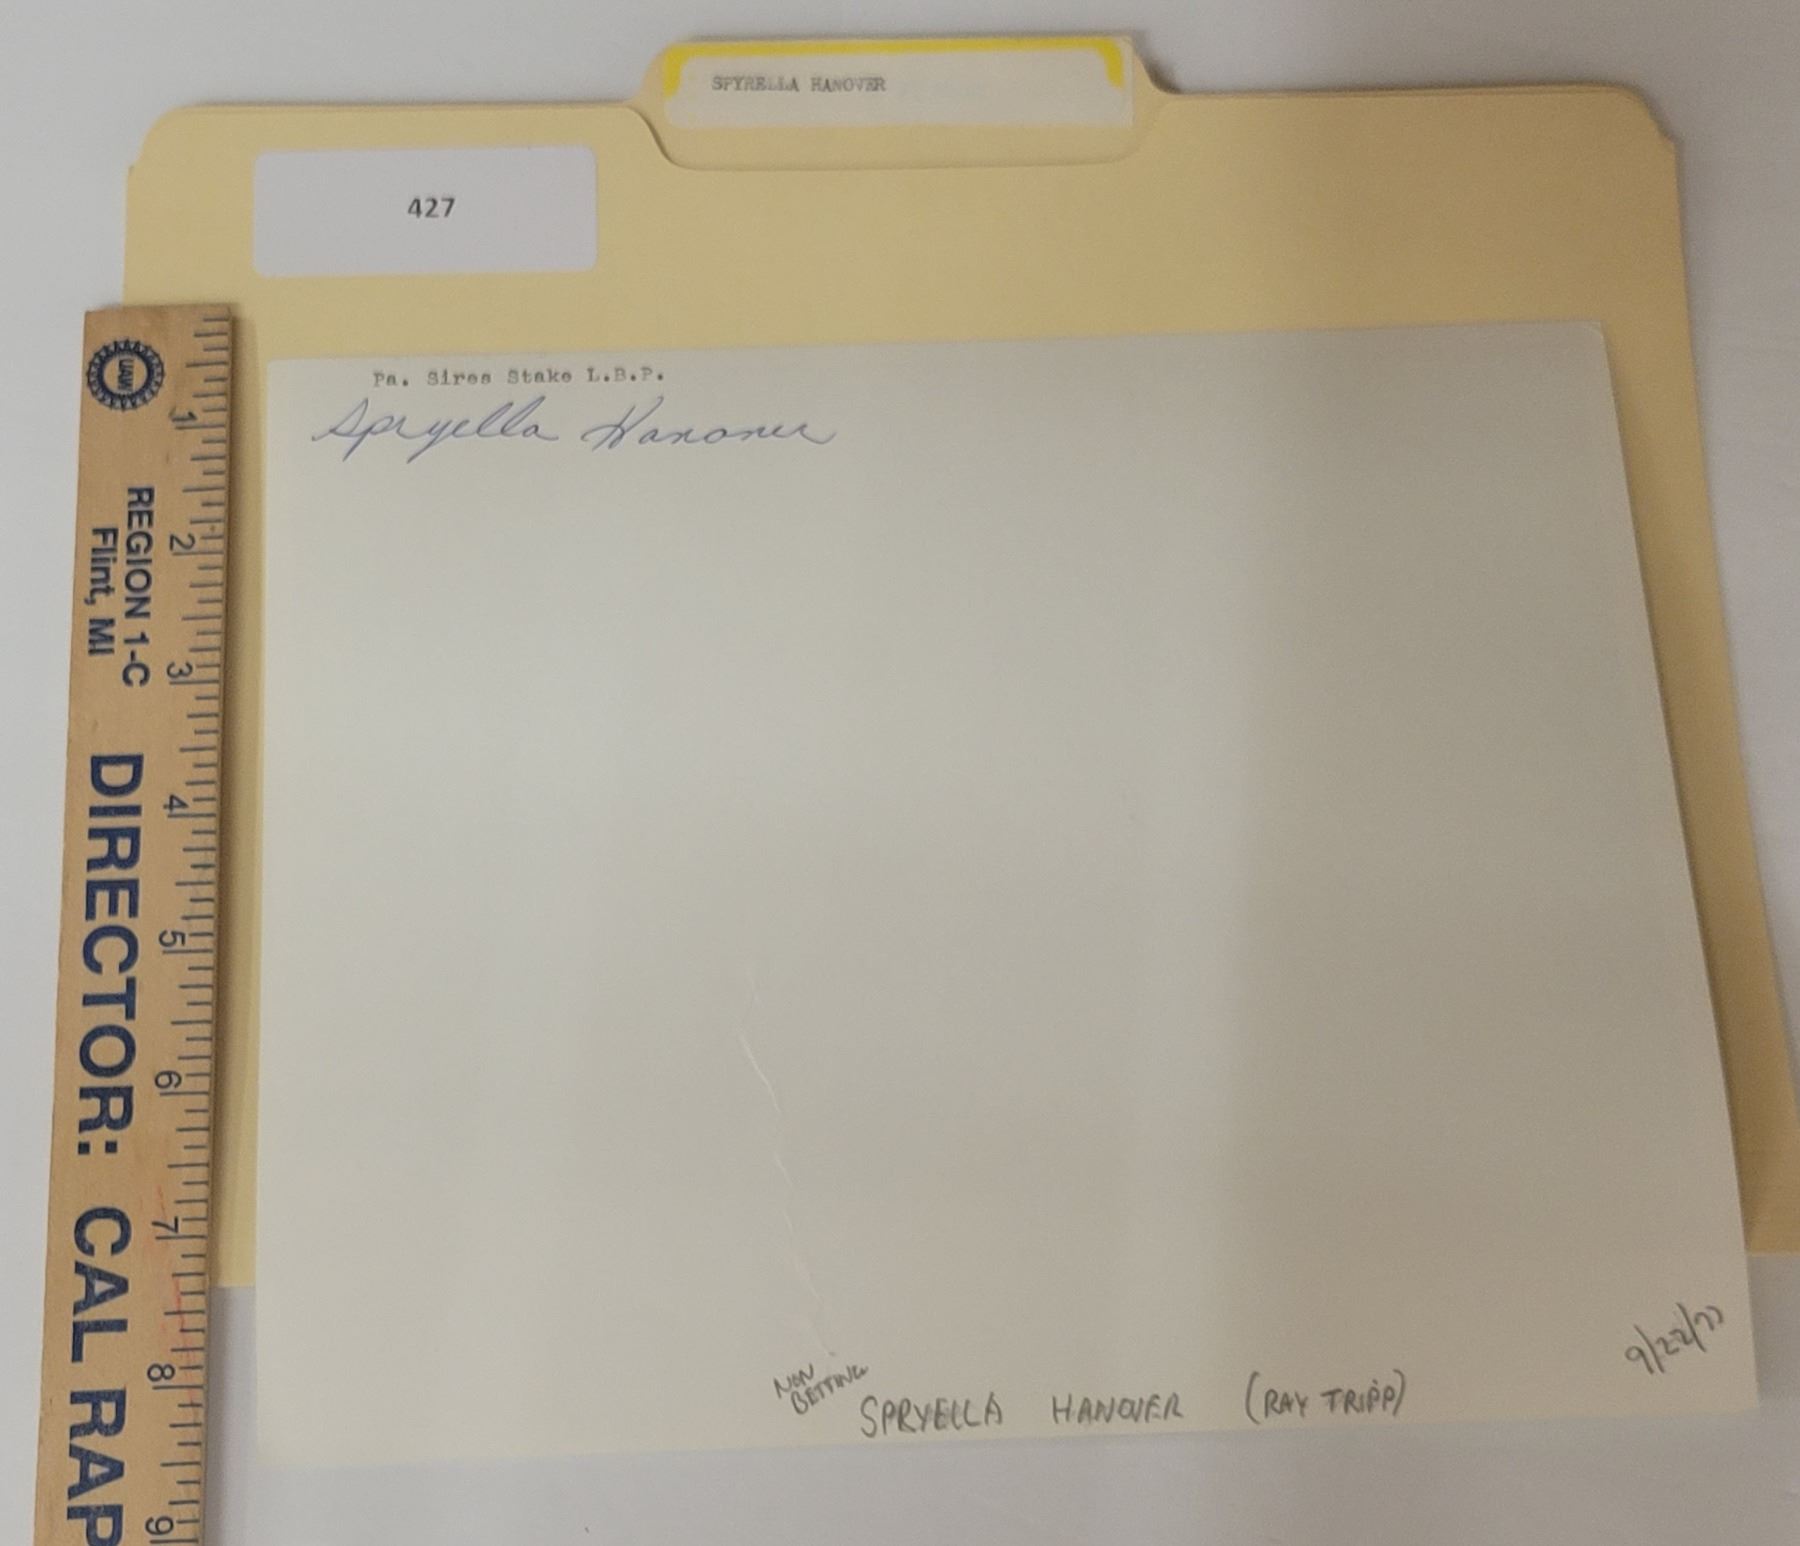 SPYRELLA HANOVER
427
Pa. Sires Stake L.B.P.
Spryella Hanover
NON
BETTING
SPRYELLA HANOVER (RAY TRIPP)
9/22/77
UAW
REGION 1-C
Flint, MI
DIRECTOR: CAL RAP
1
2
3
4
5
6
7
8
9